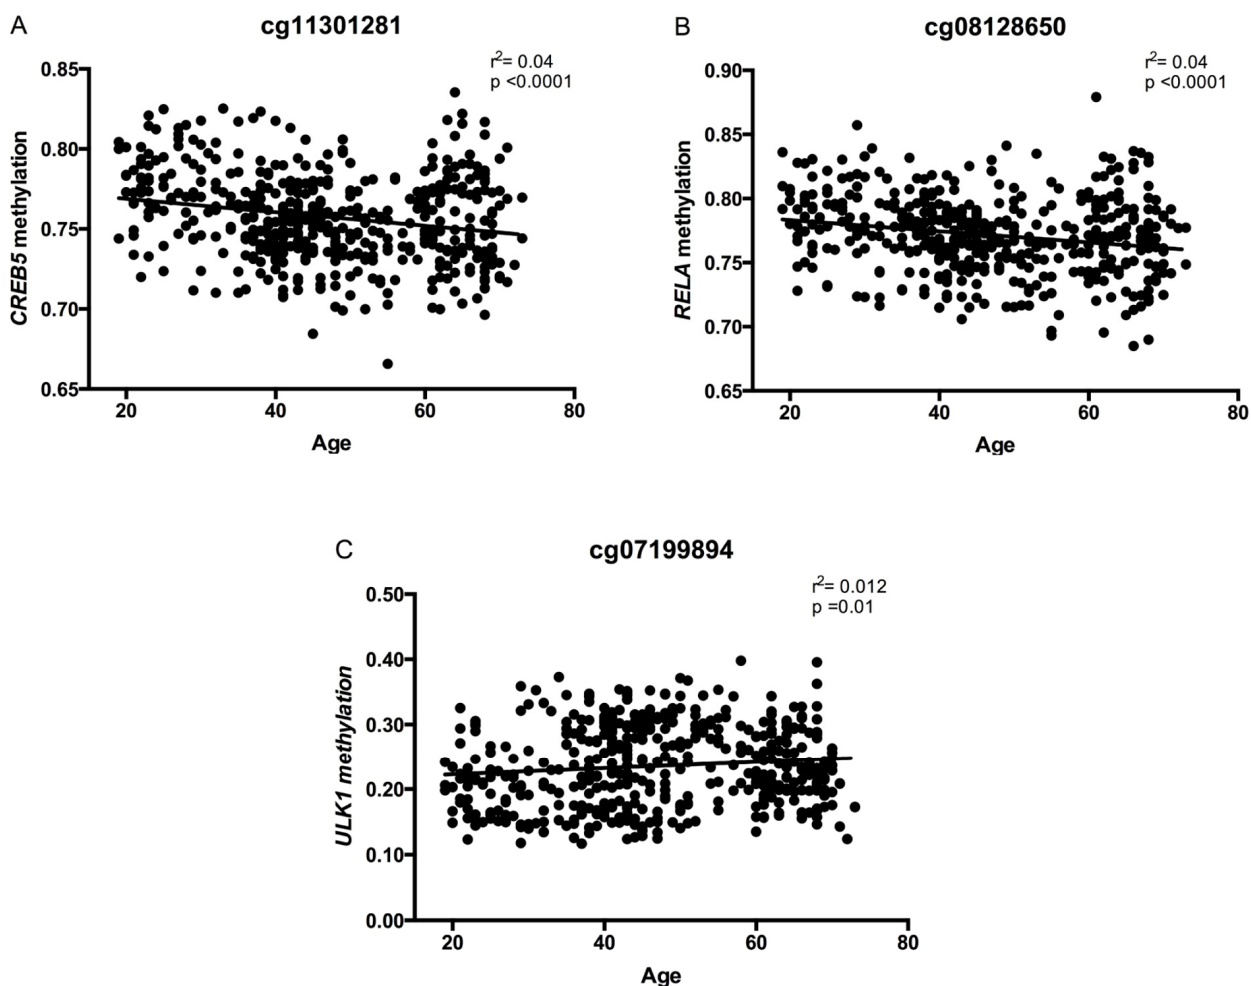 A
cg11301281
r²= 0.04
p <0.0001
0.85
0.80
0.75
0.70
0.65
CREB5 methylation
20 40 60 80
Age
B
cg08128650
r²= 0.04
p <0.0001
0.90
0.85
0.80
0.75
0.70
0.65
RELA methylation
20 40 60 80
Age
C
cg07199894
r²= 0.012
p =0.01
0.50
0.40
0.30
0.20
0.10
0.00
ULK1 methylation
20 40 60 80
Age